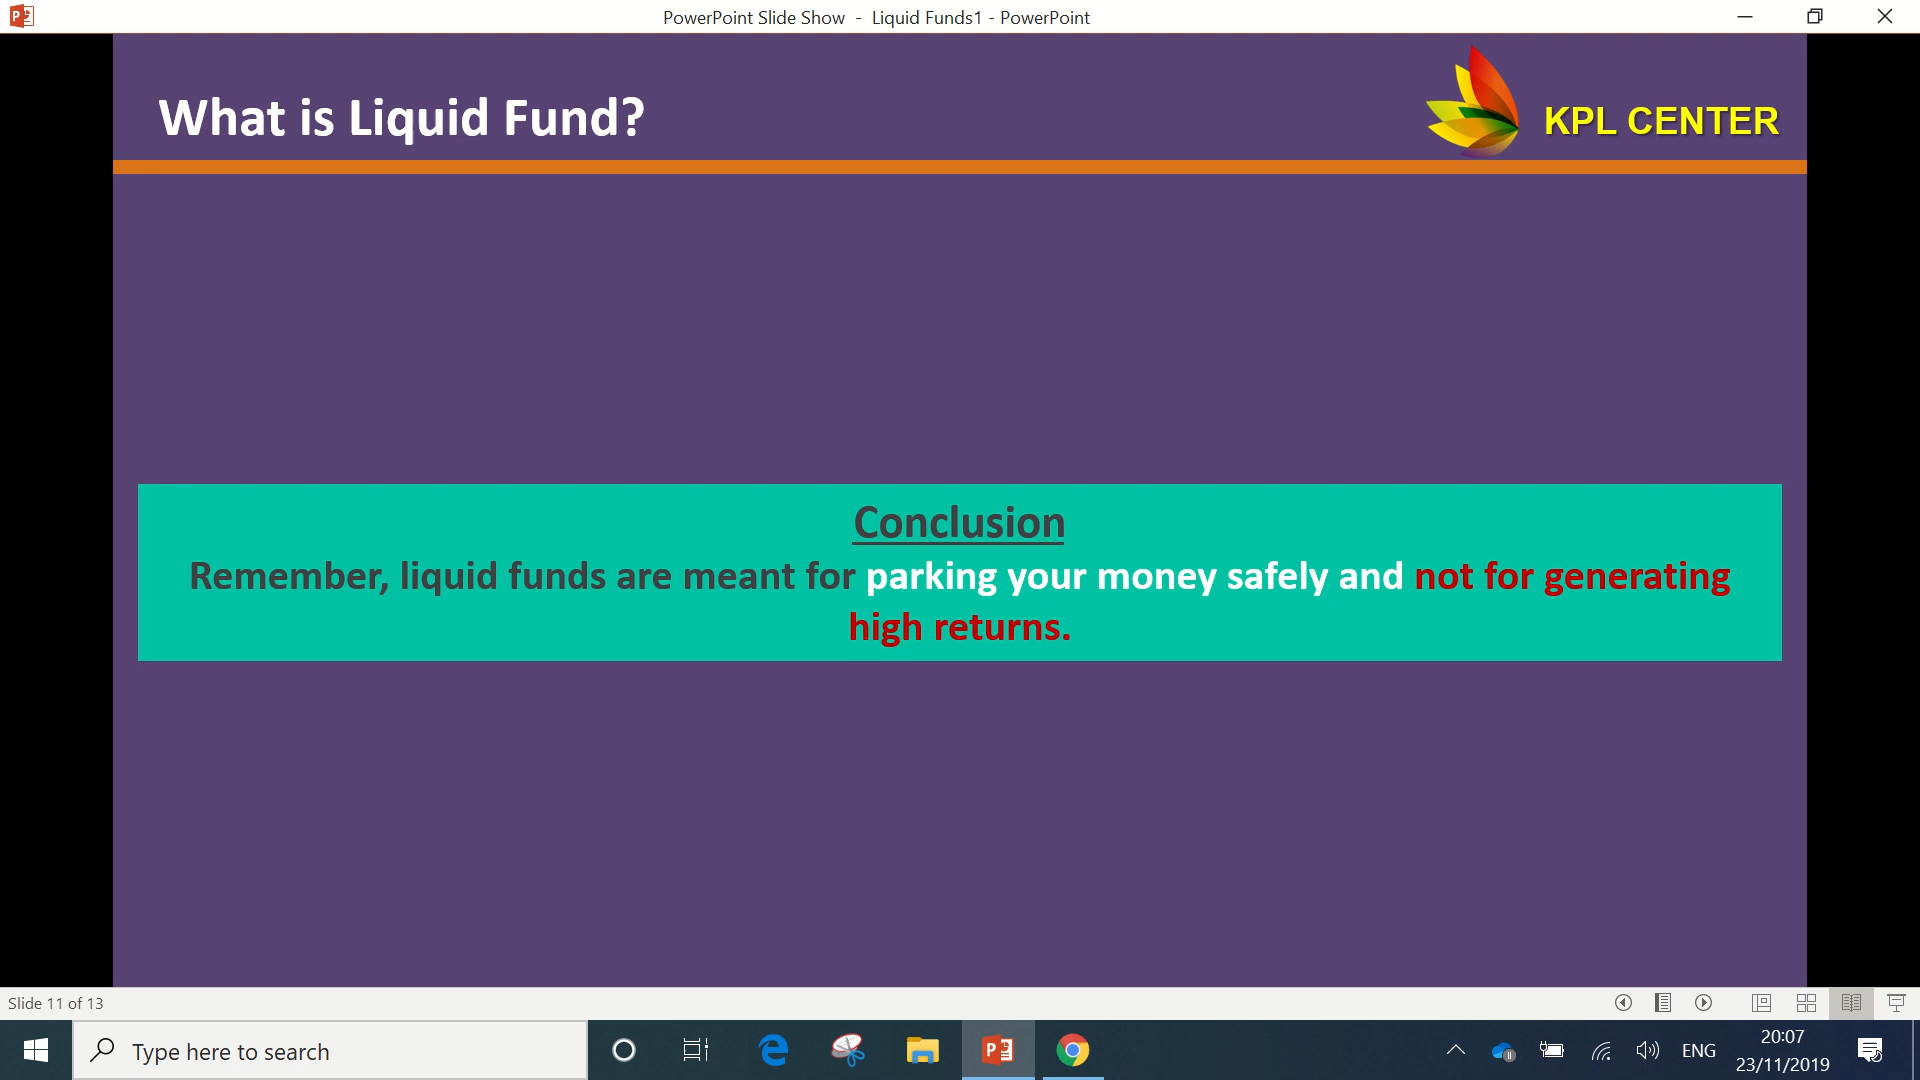 PowerPoint Slide Show - Liquid Funds1 - PowerPoint
What is Liquid Fund?
KPL CENTER
Conclusion
Remember, liquid funds are meant for parking your money safely and not for generating
high returns.
Slide 11 of 13
Type here to search
ENG
20:07
23/11/2019